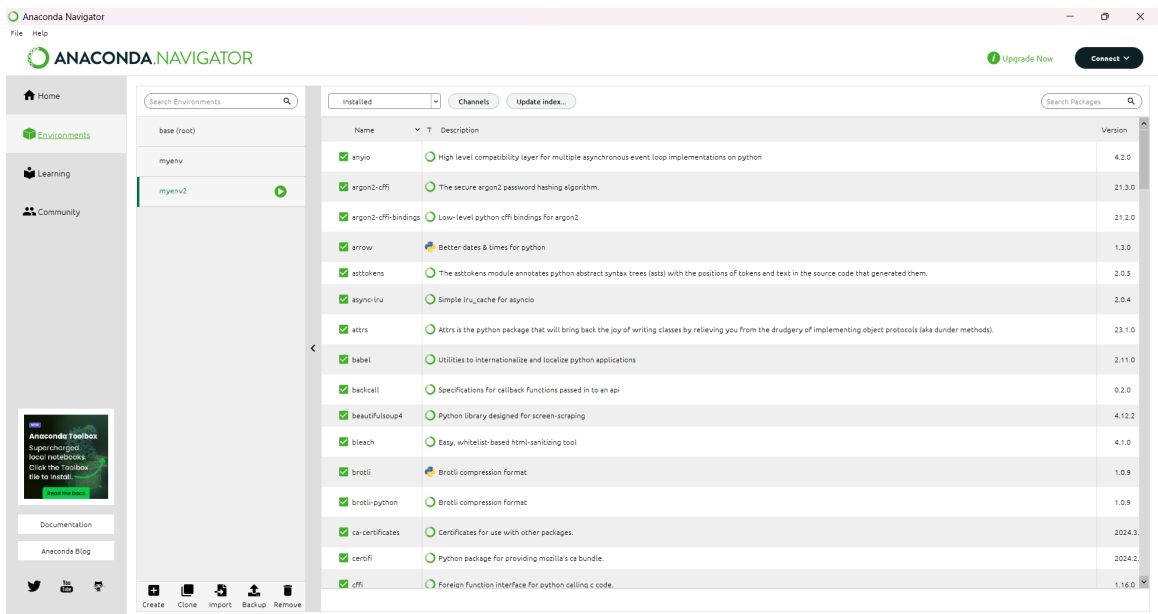 Anaconda Navigator
File Help
ANACONDA.NAVIGATOR
Upgrade Now
Connect
Home
Environments
Learning
Community
Search Environments
base (root)
myenv
myenv2
Installed
Channels
Update index...
Search Packages
Name T Description Version
anyio High level compatibility layer for multiple asynchronous event loop implementations on python 4.2.0
argon2-cffi The secure argon2 password hashing algorithm. 21.3.0
argon2-cffi-bindings Low-level python cffi bindings for argon2 21.2.0
arrow Better dates & times for python 1.3.0
asttokens The asttokens module annotates python abstract syntax trees (asts) with the positions of tokens and text in the source code that generated them. 2.0.5
async-lru Simple lru_cache for asyncio 2.0.4
attrs Attrs is the python package that will bring back the joy of writing classes by relieving you from the drudgery of implementing object protocols (aka dunder methods). 23.1.0
babel Utilities to internationalize and localize python applications 2.11.0
backcall Specifications for callback functions passed in to an api 0.2.0
beautifulsoup4 Python library designed for screen-scraping 4.12.2
bleach Easy, whitelist-based html-sanitizing tool 4.1.0
brotli Brotli compression format 1.0.9
brotli-python Brotli compression format 1.0.9
ca-certificates Certificates for use with other packages. 2024.3.
certifi Python package for providing mozilla's ca bundle. 2024.2.
cffi Foreign function interface for python calling c code. 1.16.0
NEW
Anaconda Toolbox
Supercharged
local notebooks.
Click the Toolbox
tile to install.
Read the Docs
Documentation
Anaconda Blog
You
Tube
Create Clone Import Backup Remove